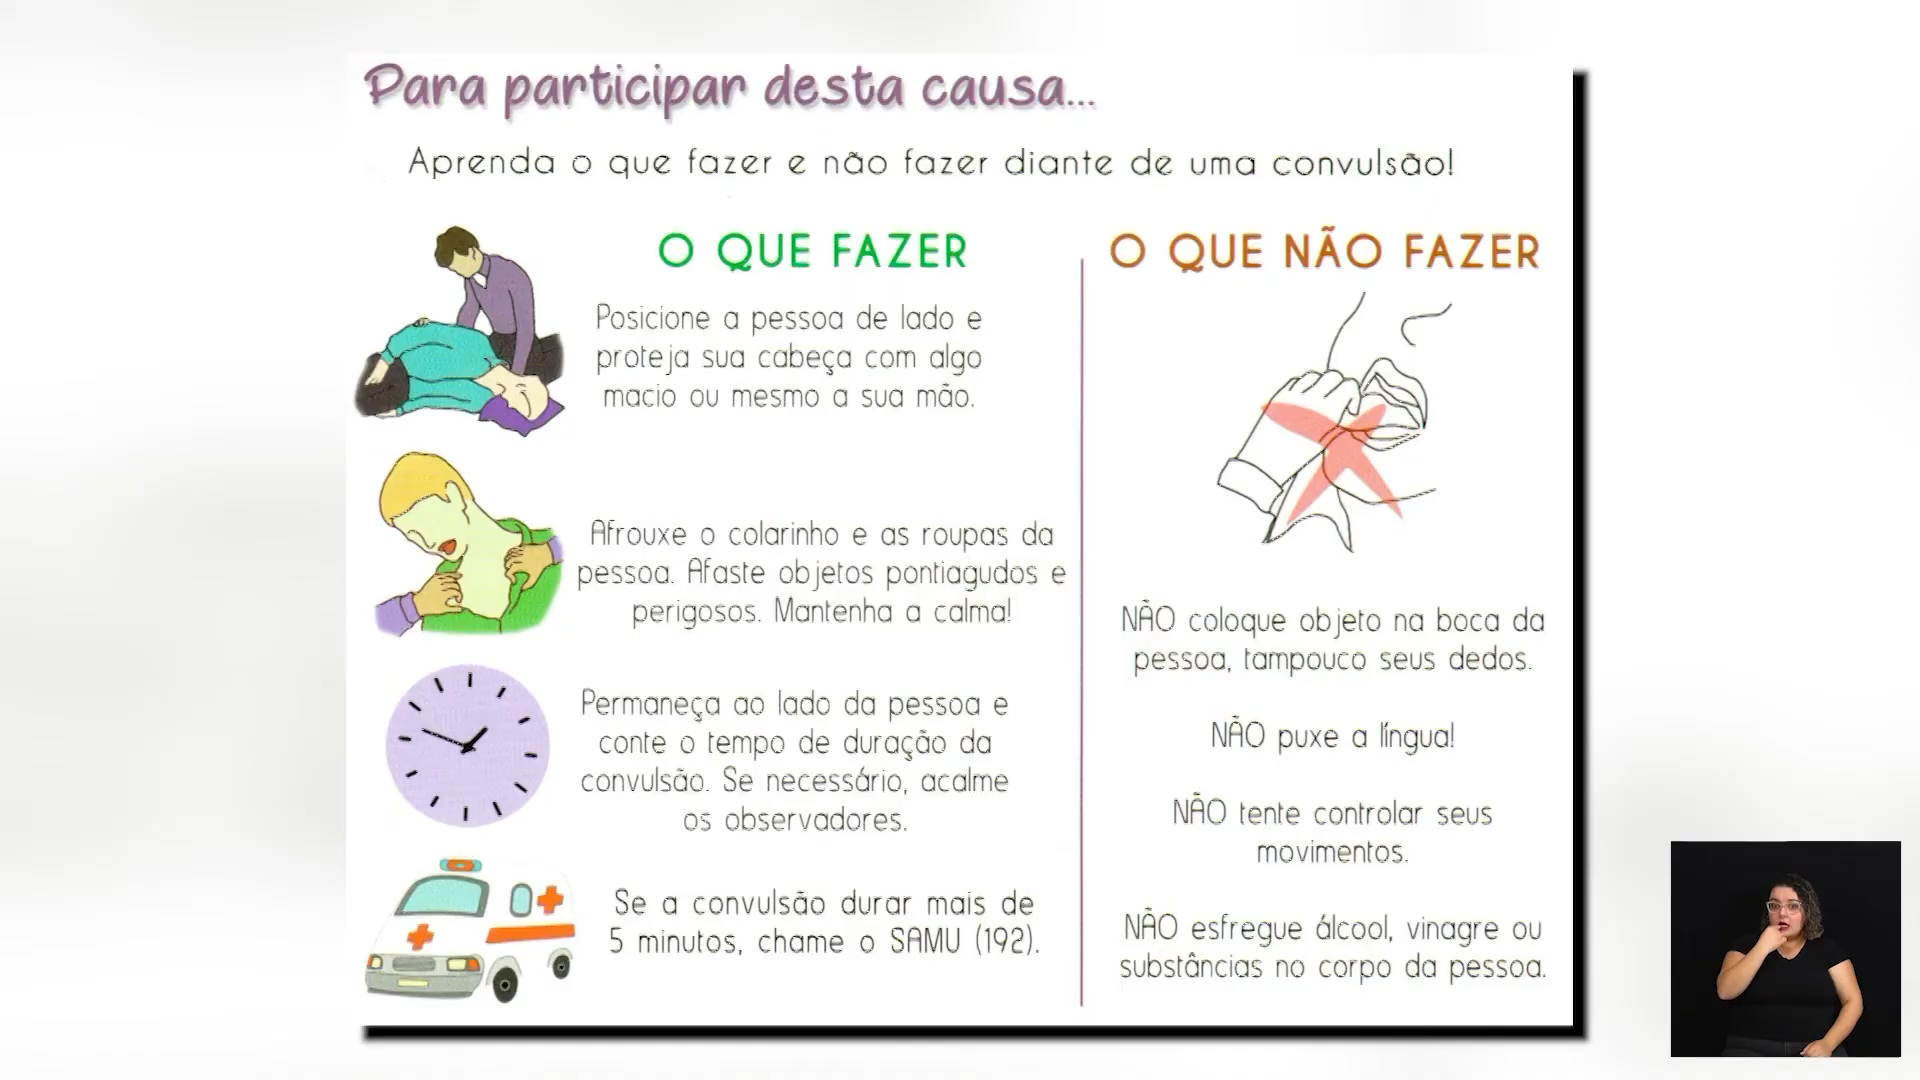 Para participar desta causa...
Aprenda o que fazer e não fazer diante de uma convulsão!
O QUE FAZER
Posicione a pessoa de lado e
proteja sua cabeça com algo
macio ou mesmo a sua mão.
Afrouxe o colarinho e as roupas da
pessoa. Afaste objetos pontiagudos e
perigosos. Mantenha a calma!
Permaneça ao lado da pessoa e
conte o tempo de duração da
convulsão. Se necessário, acalme
os observadores.
Se a convulsão durar mais de
5 minutos, chame o SAMU (192).
O QUE NÃO FAZER
NÃO coloque objeto na boca da
pessoa, tampouco seus dedos.
NÃO puxe a língua!
NÃO tente controlar seus
movimentos.
NÃO esfregue álcool, vinagre ou
substâncias no corpo da pessoa.